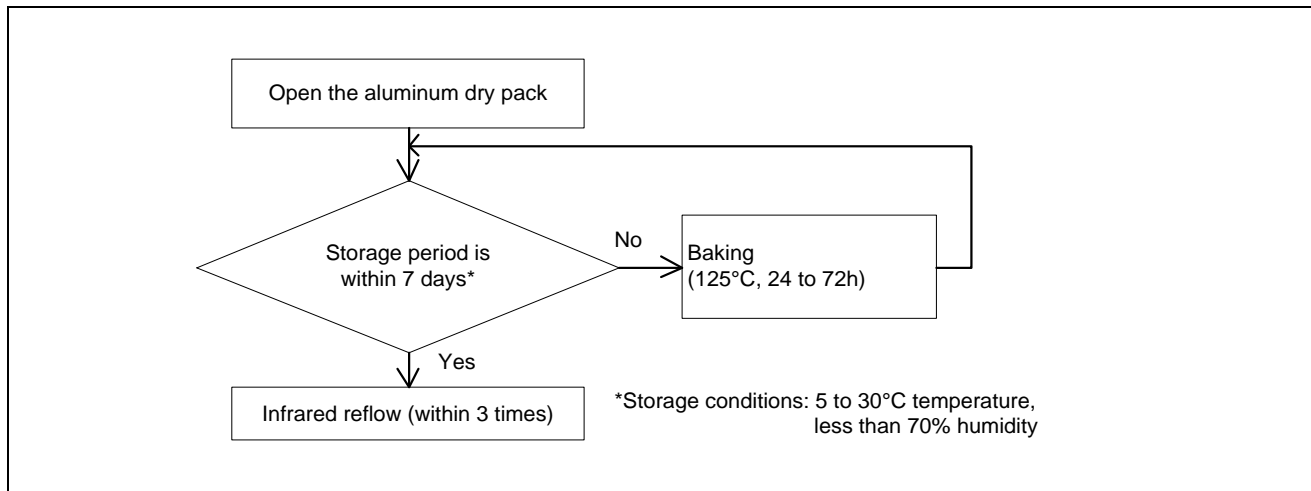 Open the aluminum dry pack
Storage period is
within 7 days*
No
Baking
(125°C, 24 to 72h)
Yes
Infrared reflow (within 3 times)
*Storage conditions: 5 to 30°C temperature,
less than 70% humidity